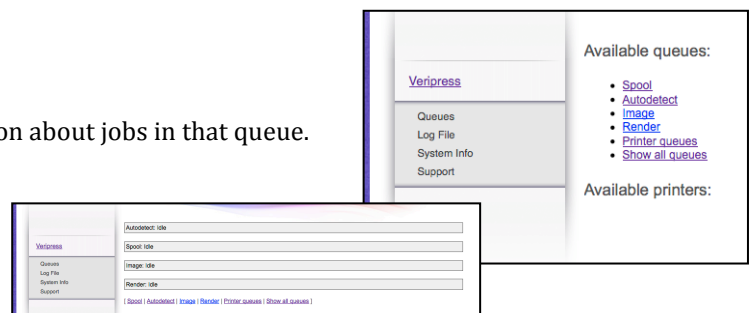 Available queues:
Veripress
Spool
Autodetect
Image
Render
Printer queues
Show all queues
Queues
Log File
System Info
Support
Available printers:
on about jobs in that queue.
Autodetect: Idle
Veripress
Spool: Idle
Queues
Log File
System Info
Support
Image: Idle
Render: Idle
[ Spool | Autodetect | Image | Render | Printer queues | Show all queues ]